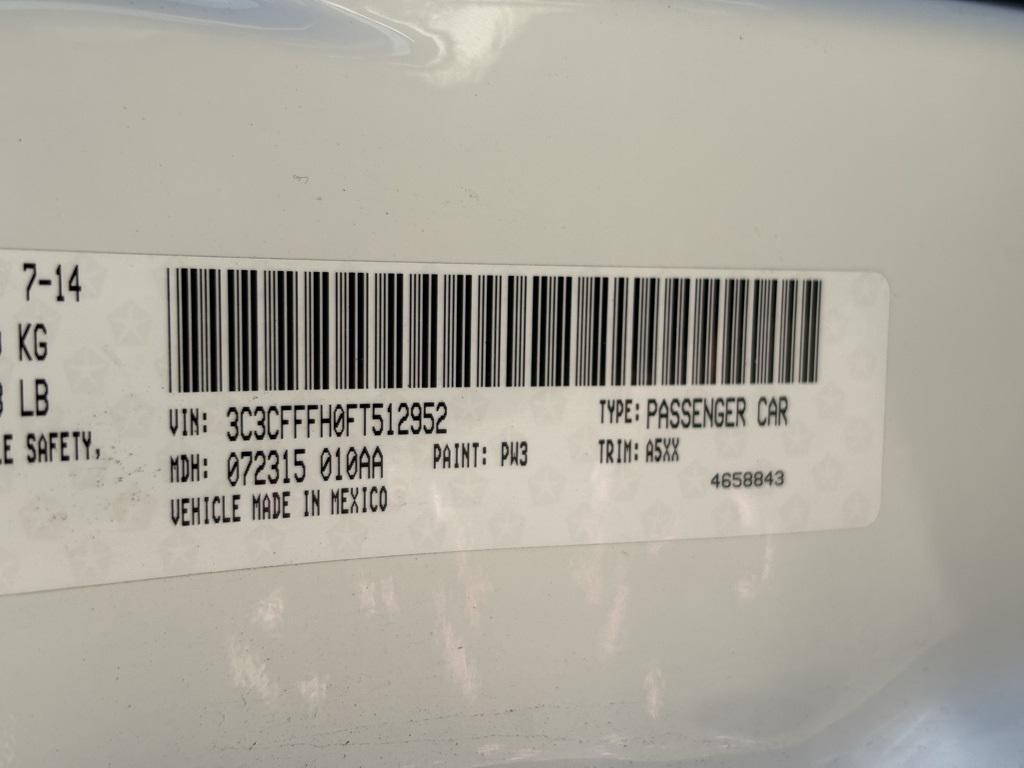 7-14
KG
LB
SAFETY,
VIN: 3C3CFFFH0FT512952
TYPE: PASSENGER CAR
MDH: 072315 010AA
PAINT: PW3
TRIM: A5XX
VEHICLE MADE IN MEXICO
4658843